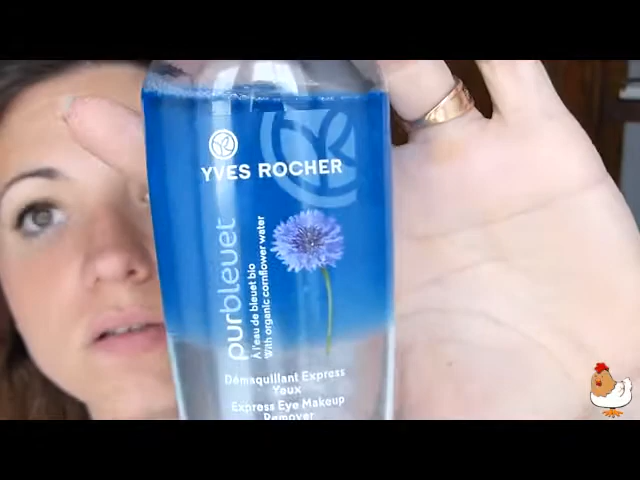 YVES ROCHER
purbleuet
À l'eau de bleuet bio
With organic cornflower water
Démaquillant Express
Yeux
Express Eye Makeup
Remover